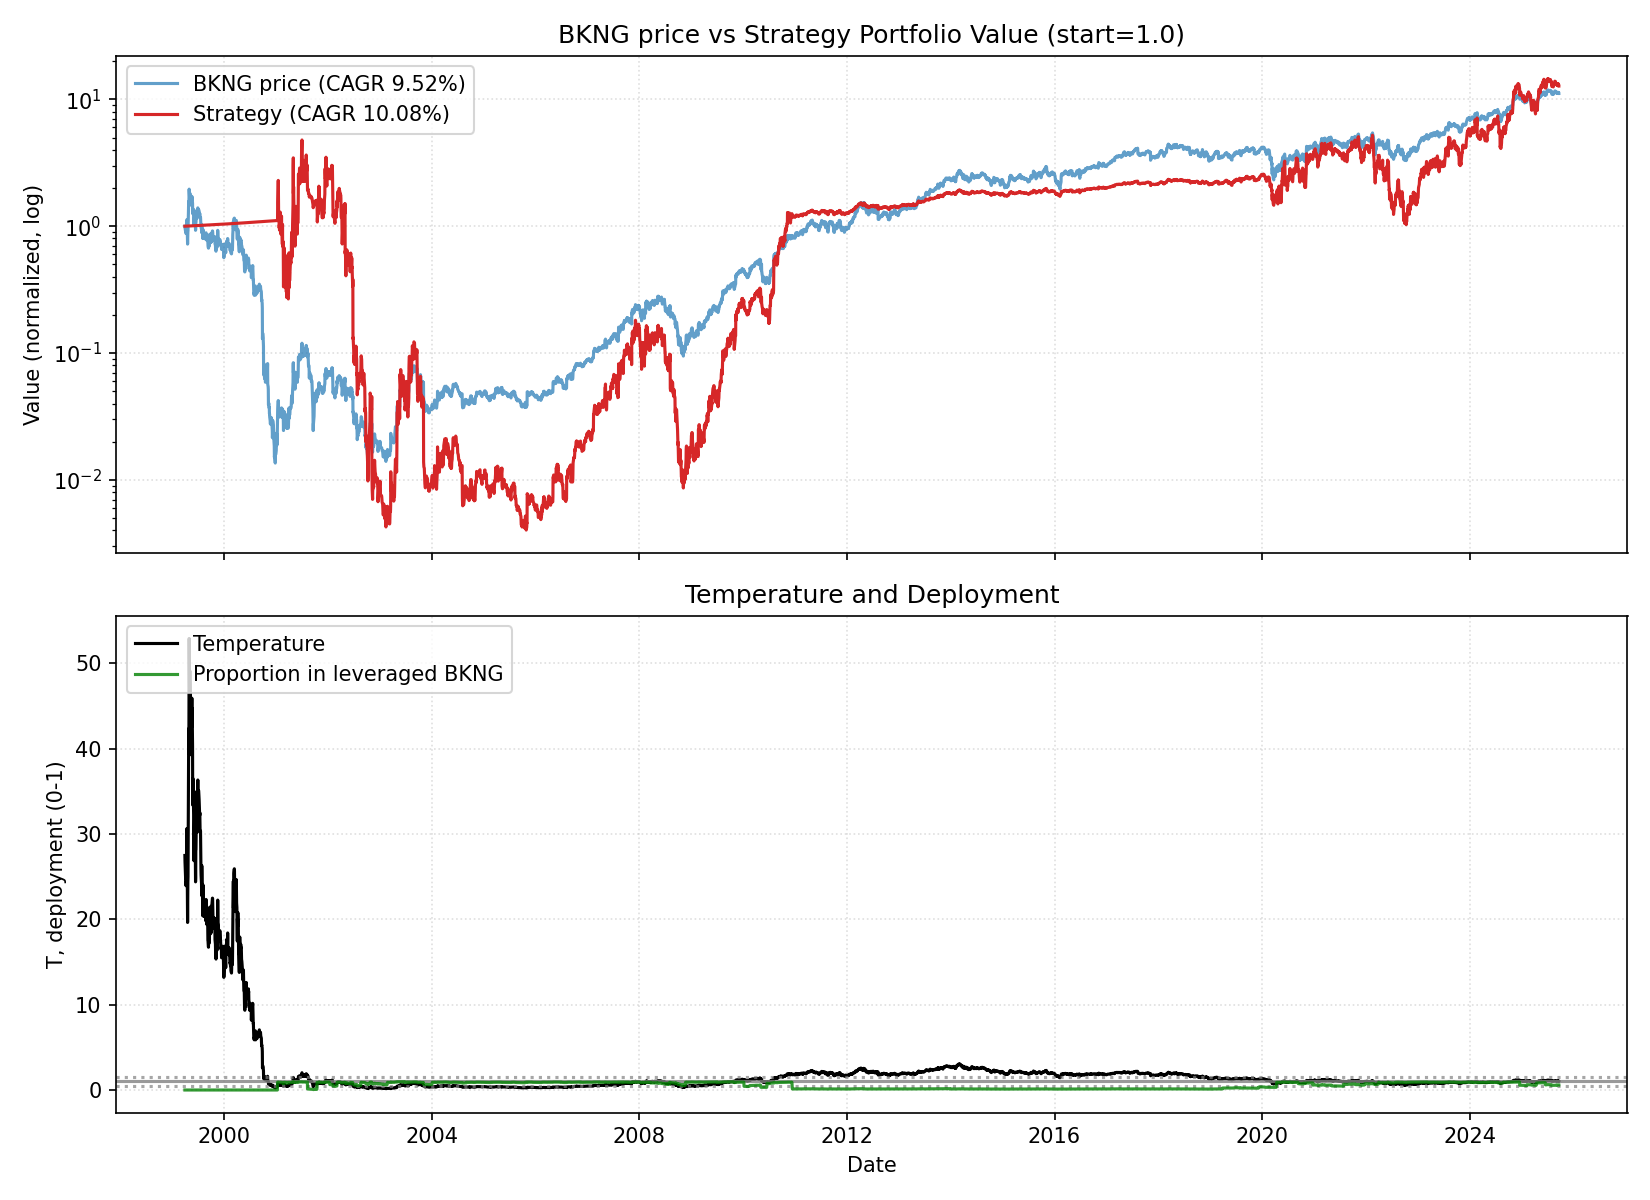 BKNG price vs Strategy Portfolio Value (start=1.0)
BKNG price (CAGR 9.52%)
Strategy (CAGR 10.08%)
Value (normalized, log)
10¹
10⁰
10⁻¹
10⁻²
Temperature and Deployment
Temperature
Proportion in leveraged BKNG
T, deployment (0-1)
50
40
30
20
10
0
2000 2004 2008 2012 2016 2020 2024
Date